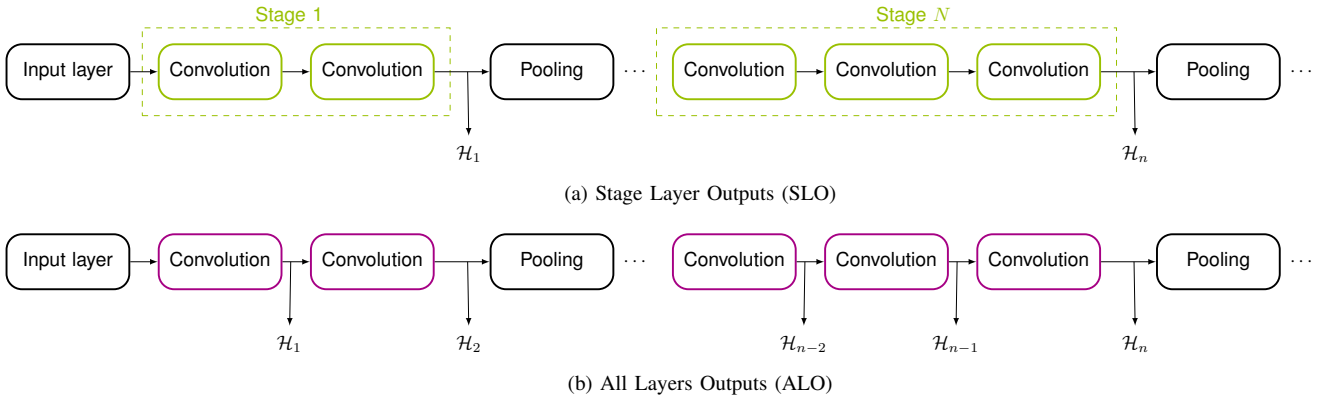 Stage 1 Stage N
Input layer Convolution Convolution Pooling ··· Convolution Convolution Convolution Pooling ···
ℋ₁ ℋₙ
(a) Stage Layer Outputs (SLO)
Input layer Convolution Convolution Pooling ··· Convolution Convolution Convolution Pooling ···
ℋ₁ ℋ₂ ℋₙ₋₂ ℋₙ₋₁ ℋₙ
(b) All Layers Outputs (ALO)